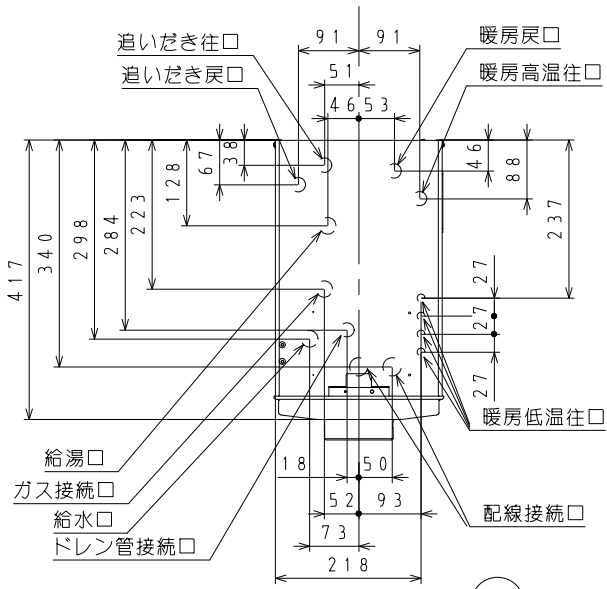 追いだき往口
91
91
暖房戻口
追いだき戻口
51
暖房高温往口
46
53
38
67
128
223
284
298
340
417
46
88
237
27
27
27
暖房低温往口
給湯口
ガス接続口
給水口
ドレン管接続口
18
50
52
93
配線接続口
73
218